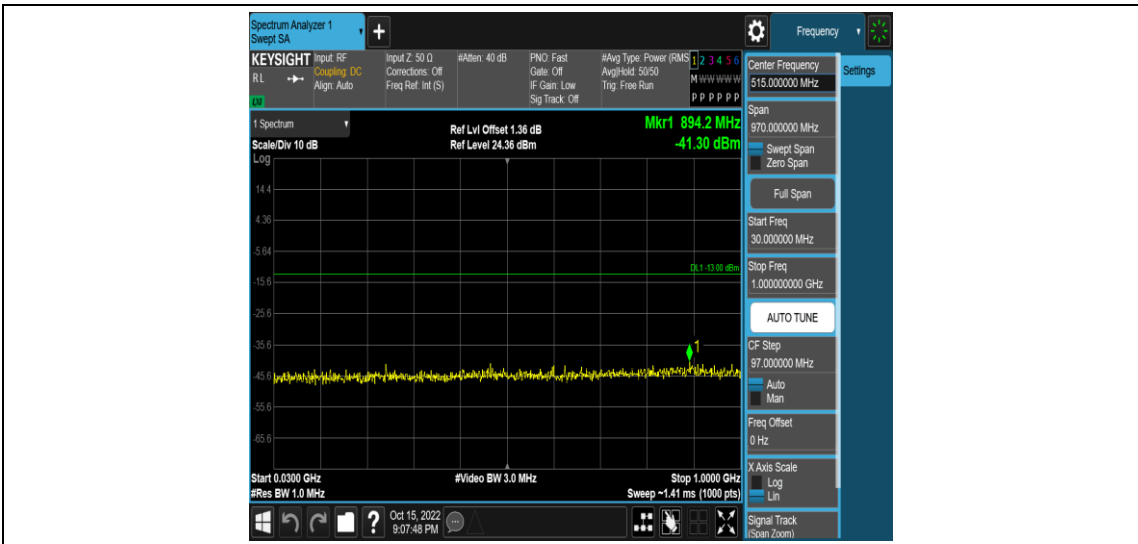 Spectrum Analyzer 1
Swept SA
+
Frequency
KEYSIGHT
RL
LXI
Input: RF
Coupling: DC
Align: Auto
Input Z: 50 Ω
Corrections: Off
Freq Ref: Int (S)
#Atten: 40 dB
PNO: Fast
Gate: Off
IF Gain: Low
Sig Track: Off
#Avg Type: Power (RMS
Avg|Hold: 50/50
Trig: Free Run
1 2 3 4 5 6
M W W W W W
P P P P P P
1 Spectrum
Scale/Div 10 dB
Ref Lvl Offset 1.36 dB
Ref Level 24.36 dBm
Mkr1 894.2 MHz
-41.30 dBm
Log
14.4
4.36
-5.64
DL1 -13.00 dBm
-15.6
-25.6
-35.6
1
-45.6
-55.6
-65.6
Start 0.0300 GHz
#Res BW 1.0 MHz
#Video BW 3.0 MHz
Stop 1.0000 GHz
Sweep ~1.41 ms (1000 pts)
?
Oct 15, 2022
9:07:48 PM
Center Frequency
515.000000 MHz
Settings
Span
970.000000 MHz
Swept Span
Zero Span
Full Span
Start Freq
30.000000 MHz
Stop Freq
1.000000000 GHz
AUTO TUNE
CF Step
97.000000 MHz
Auto
Man
Freq Offset
0 Hz
X Axis Scale
Log
Lin
Signal Track
(Span Zoom)